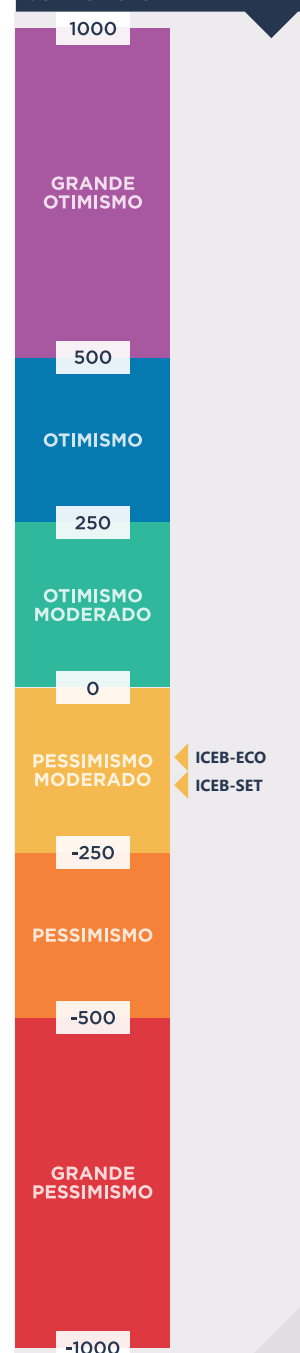 1000
GRANDE
OTIMISMO
500
OTIMISMO
250
OTIMISMO
MODERADO
0
PESSIMISMO
MODERADO
ICEB-ECO
ICEB-SET
-250
PESSIMISMO
-500
GRANDE
PESSIMISMO
-1000